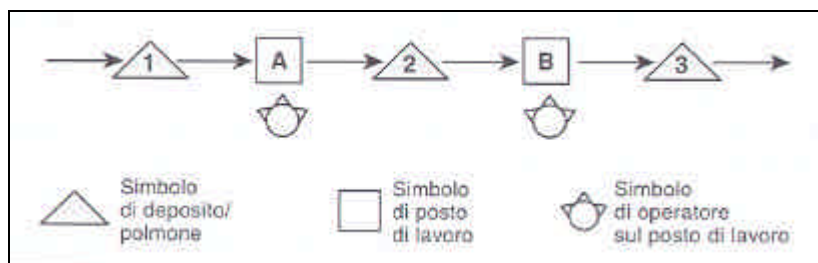 1 A 2 B 3
Simbolo
di deposito/
polmone
Simbolo
di posto
di lavoro
Simbolo
di operatore
sul posto di lavoro